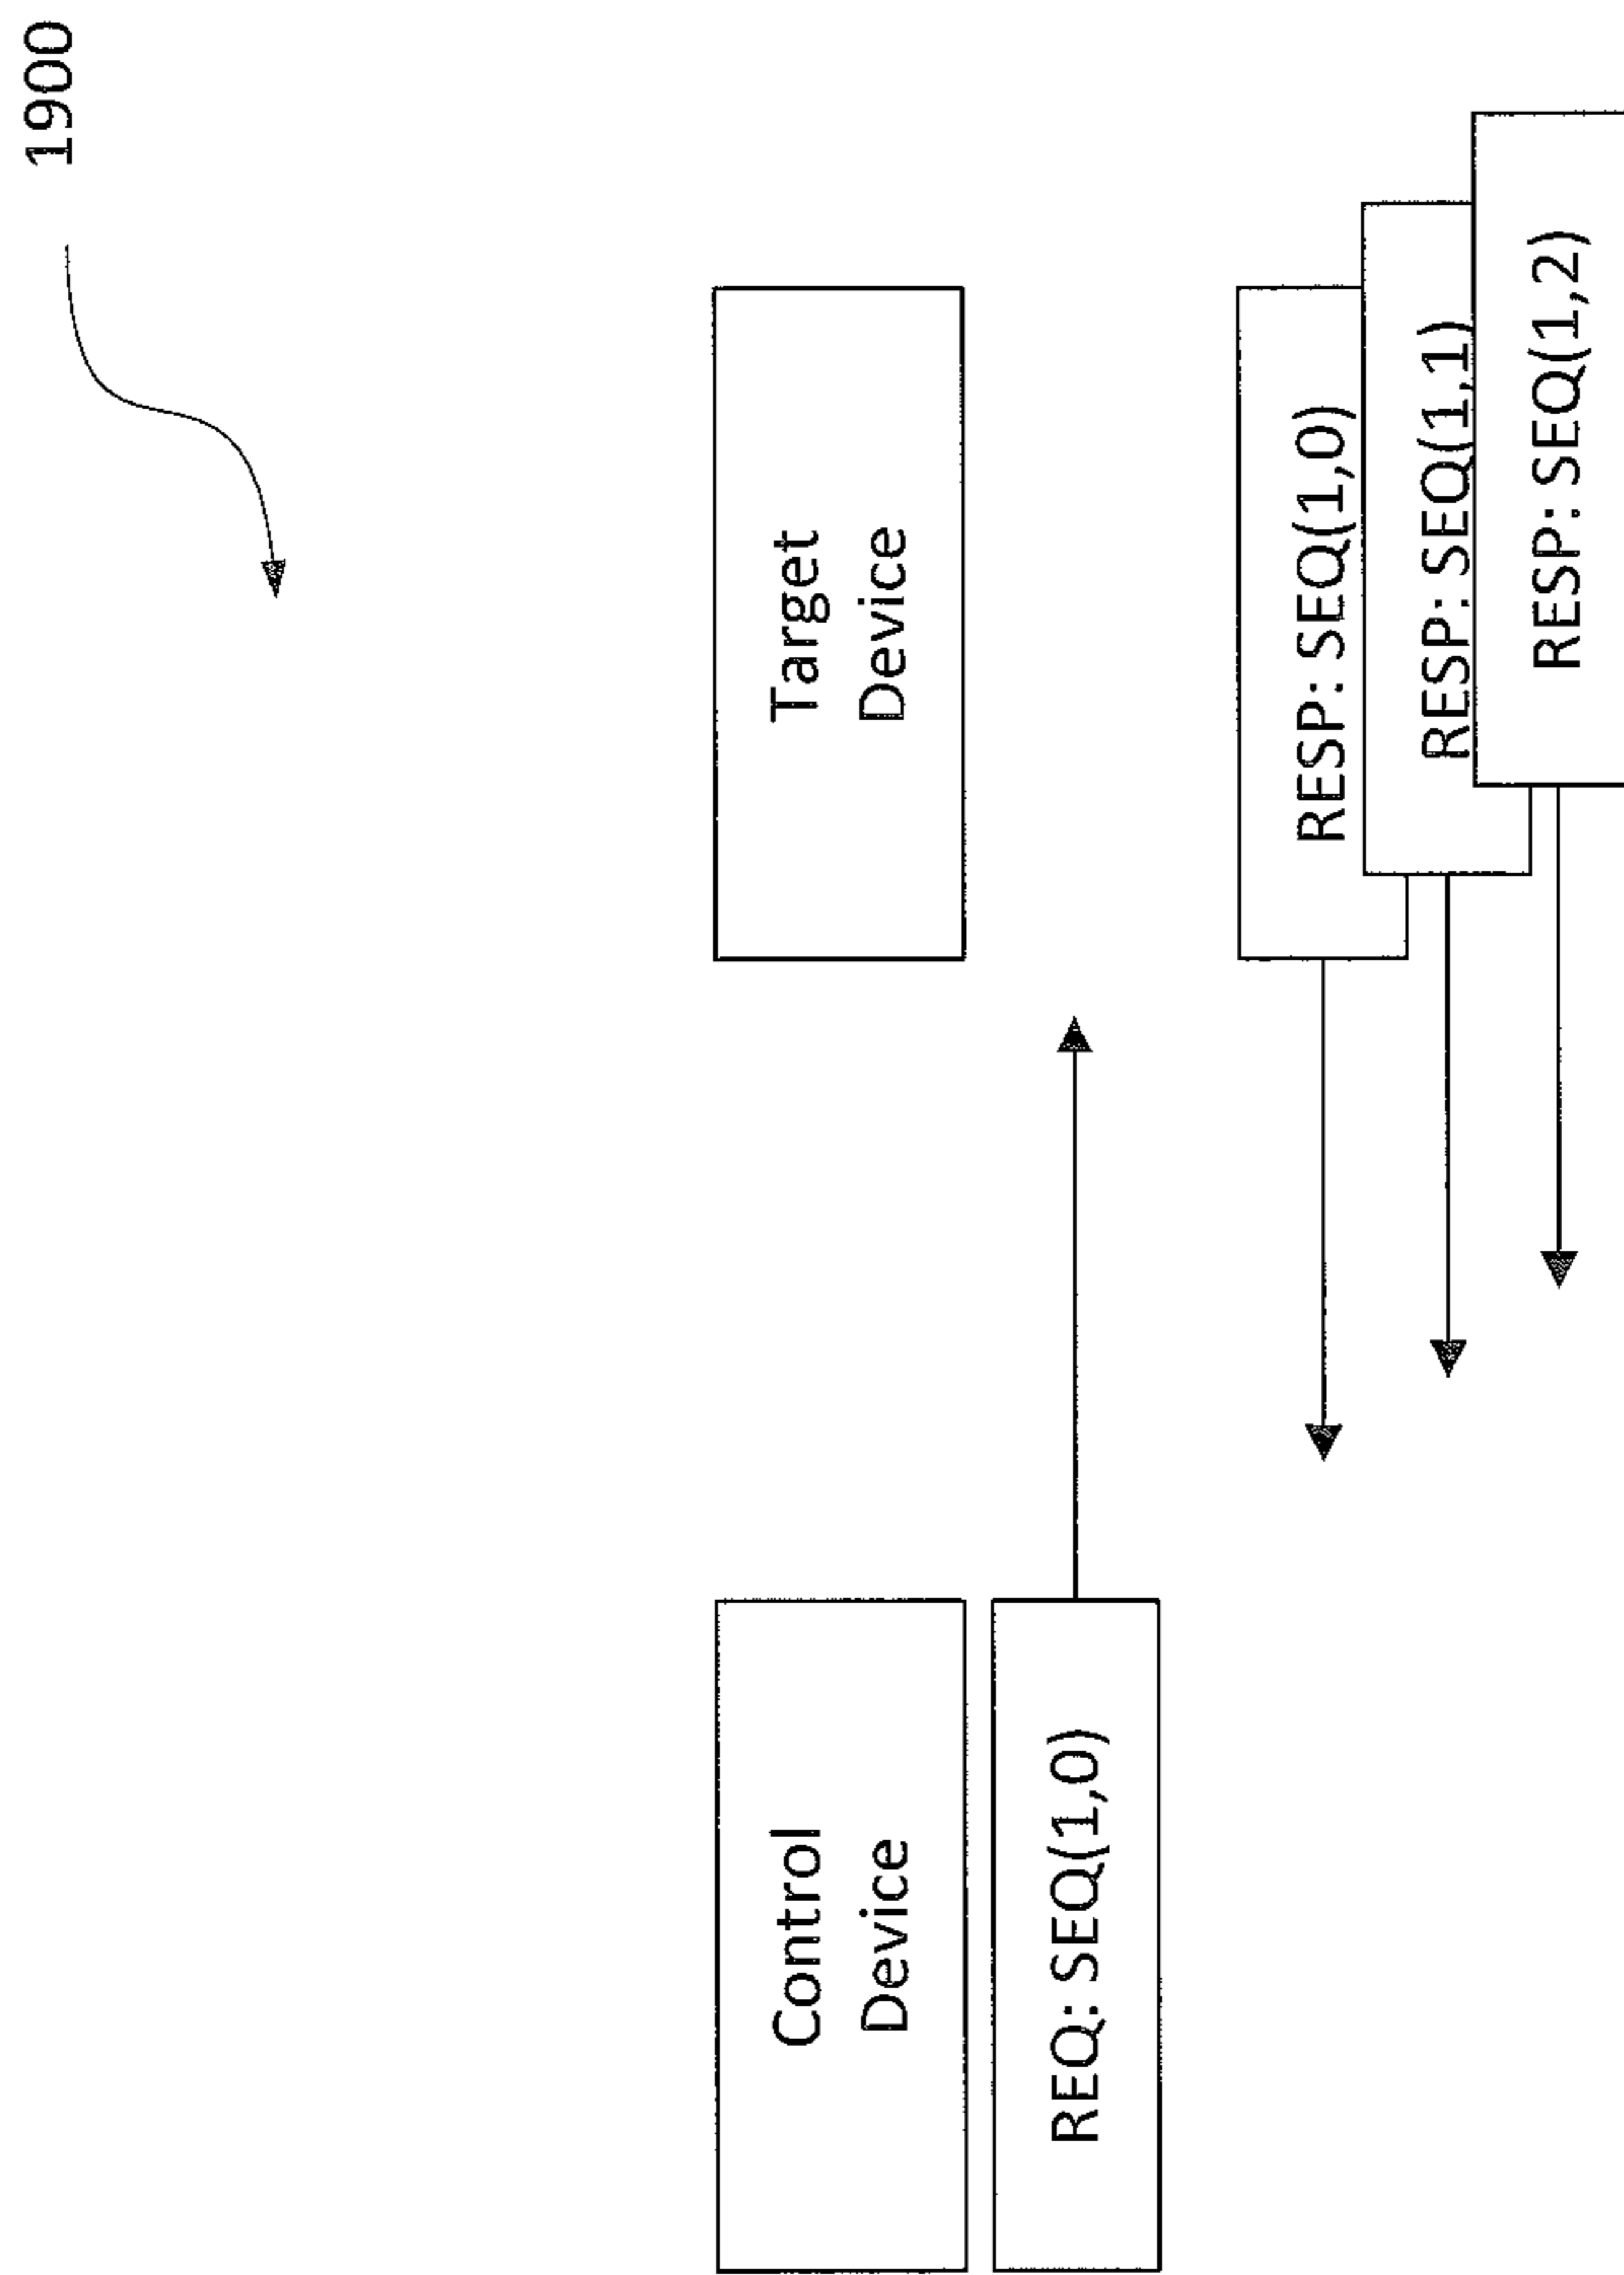 1900
Control
Device
Target
Device
REQ: SEQ(1,0)
RESP: SEQ(1,0)
RESP: SEQ(1,1)
RESP: SEQ(1,2)